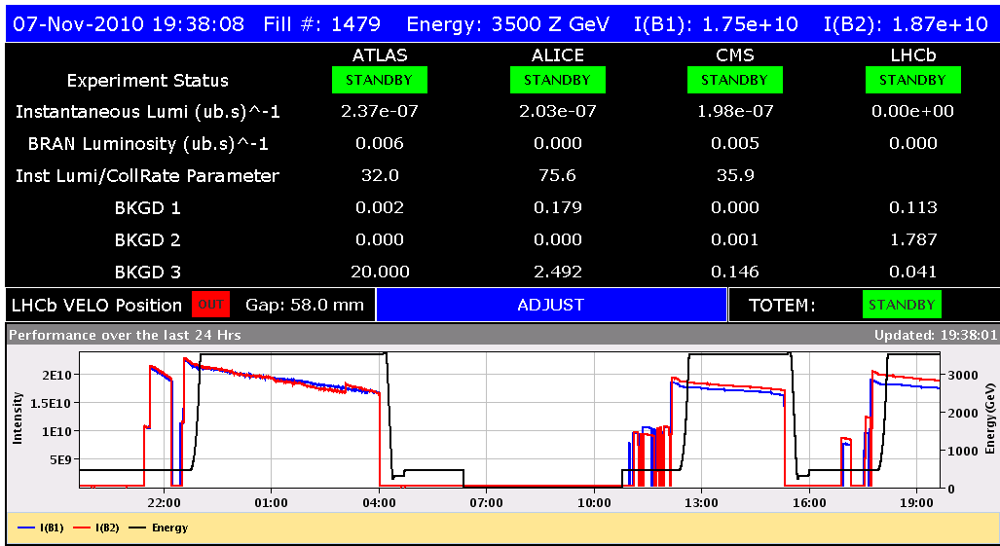 07-Nov-2010 19:38:08 Fill #: 1479 Energy: 3500 Z GeV I(B1): 1.75e+10 I(B2): 1.87e+10
ATLAS ALICE CMS LHCb
Experiment Status STANDBY STANDBY STANDBY STANDBY
Instantaneous Lumi (ub.s)^-1 2.37e-07 2.03e-07 1.98e-07 0.00e+00
BRAN Luminosity (ub.s)^-1 0.006 0.000 0.005 0.000
Inst Lumi/CollRate Parameter 32.0 75.6 35.9
BKGD 1 0.002 0.179 0.000 0.113
BKGD 2 0.000 0.000 0.001 1.787
BKGD 3 20.000 2.492 0.146 0.041
LHCb VELO Position OUT Gap: 58.0 mm ADJUST TOTEM: STANDBY
Performance over the last 24 Hrs Updated: 19:38:01
Intensity
2E10
1.5E10
1E10
5E9
3000
2000
1000
0
Energy (GeV)
22:00 01:00 04:00 07:00 10:00 13:00 16:00 19:00
I(B1) I(B2) Energy